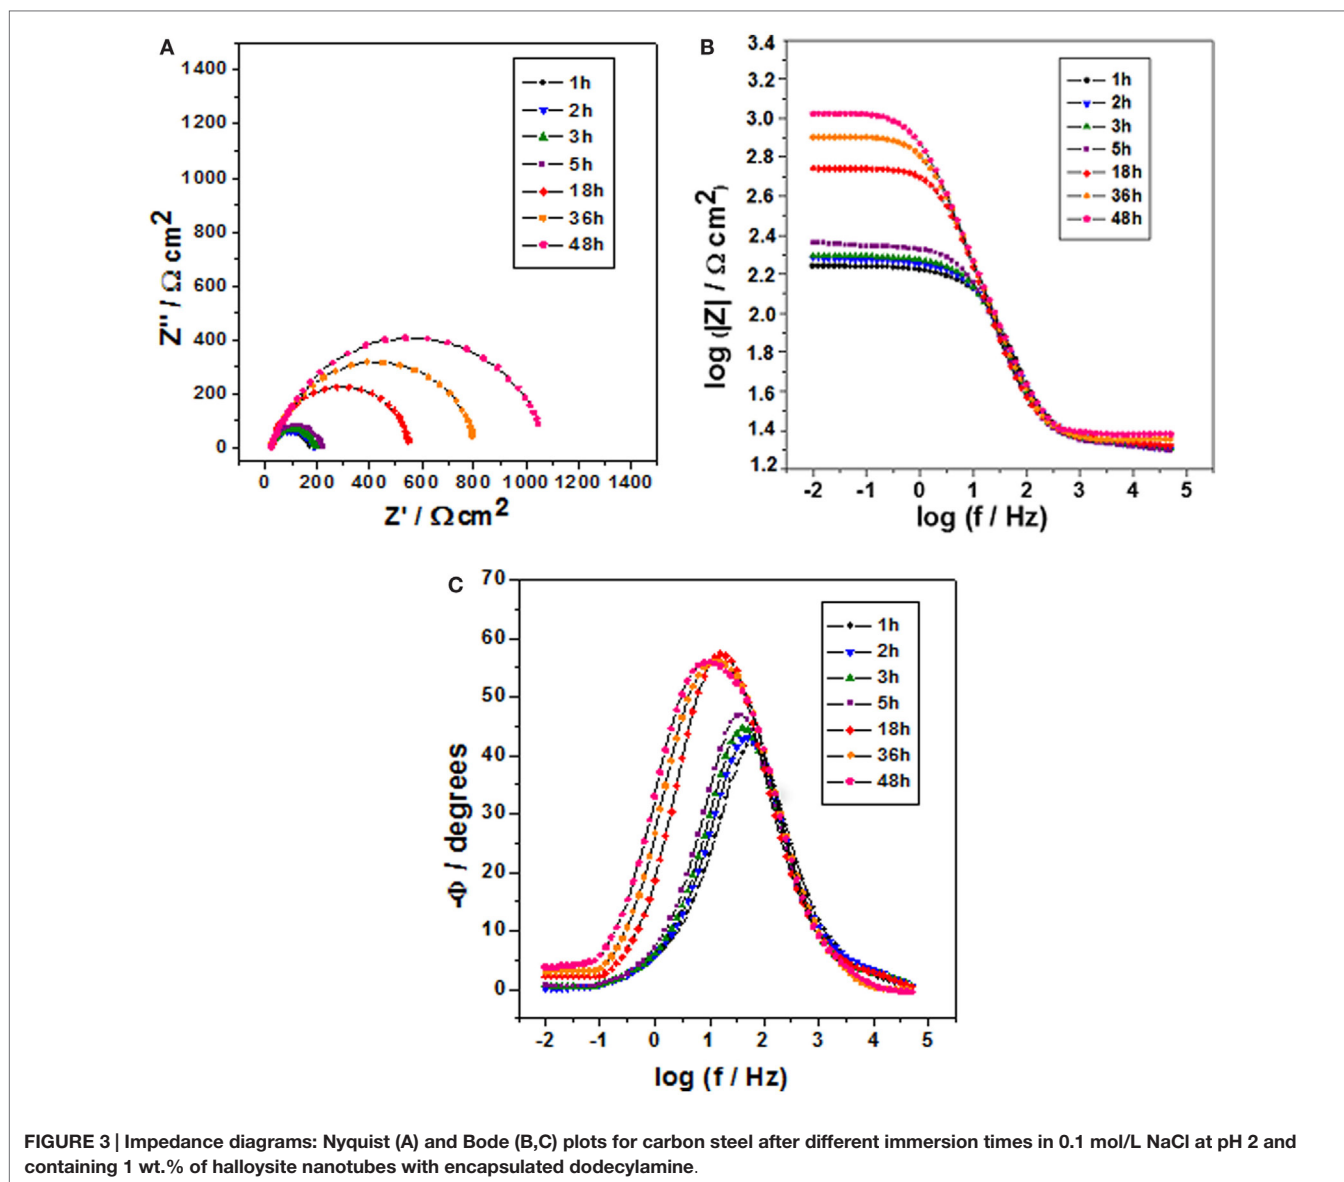 A
Z'' / Ω cm2
1400
1200
1000
800
600
400
200
0
0 200 400 600 800 1000 1200 1400
Z' / Ω cm2
1h
2h
3h
5h
18h
36h
48h
B
log (|Z| / Ω cm2)
3.4
3.2
3.0
2.8
2.6
2.4
2.2
2.0
1.8
1.6
1.4
1.2
-2 -1 0 1 2 3 4 5
log (f / Hz)
1h
2h
3h
5h
18h
36h
48h
C
-Φ / degrees
70
60
50
40
30
20
10
0
-2 -1 0 1 2 3 4 5
log (f / Hz)
1h
2h
3h
5h
18h
36h
48h
FIGURE 3 | Impedance diagrams: Nyquist (A) and Bode (B,C) plots for carbon steel after different immersion times in 0.1 mol/L NaCl at pH 2 and
containing 1 wt.% of halloysite nanotubes with encapsulated dodecylamine.